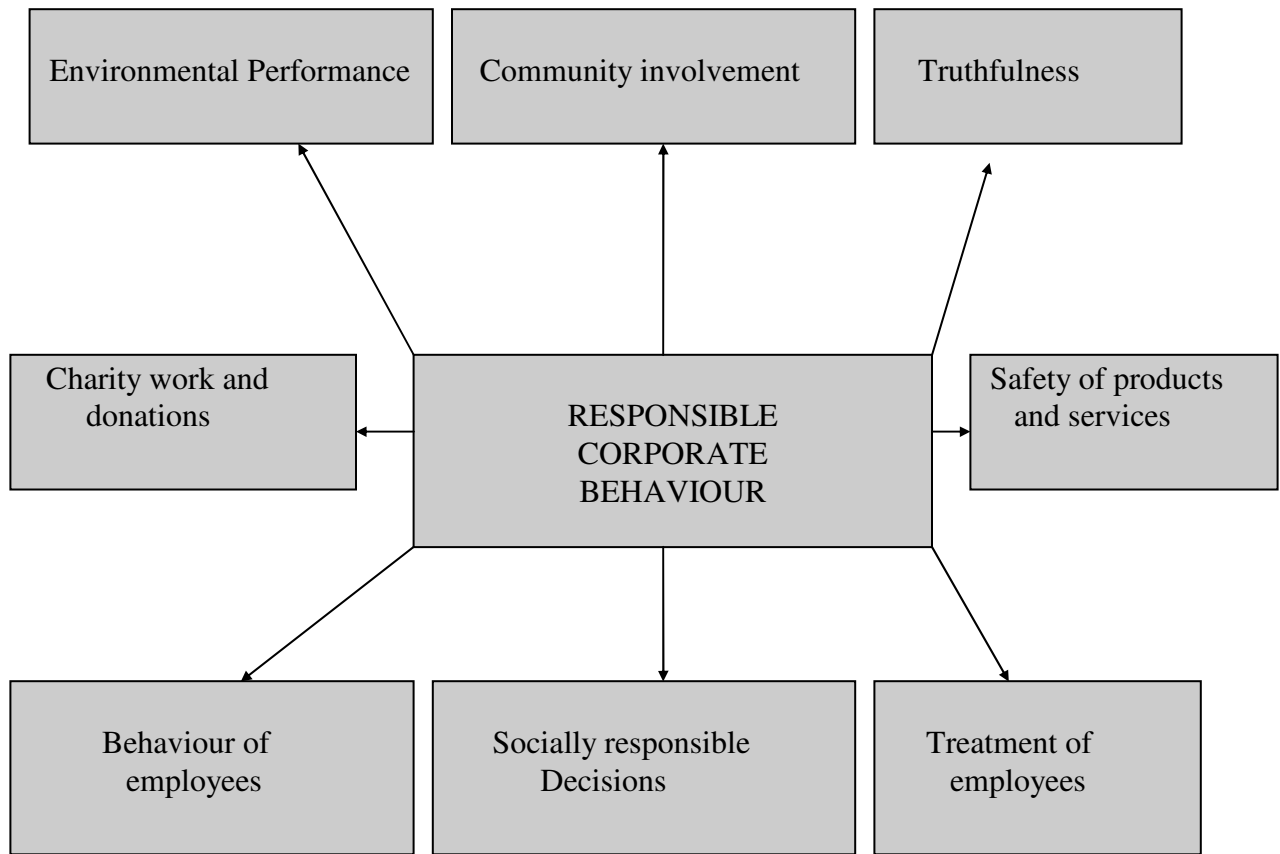 Environmental Performance
Community involvement
Truthfulness
Charity work and
donations
RESPONSIBLE
CORPORATE
BEHAVIOUR
Safety of products
and services
Behaviour of
employees
Socially responsible
Decisions
Treatment of
employees